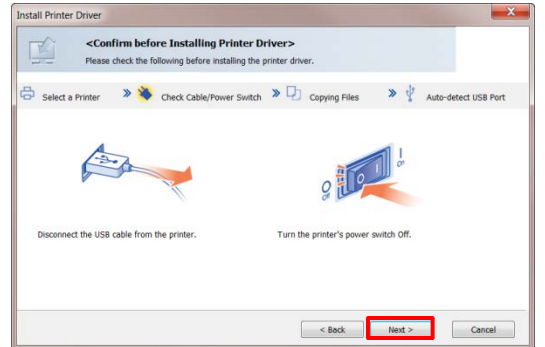 Install Printer Driver
<Confirm before Installing Printer Driver>
Please check the following before installing the printer driver.
Select a Printer » Check Cable/Power Switch » Copying Files » Auto-detect USB Port
O Off
I On
Disconnect the USB cable from the printer.
Turn the printer's power switch Off.
< Back Next > Cancel